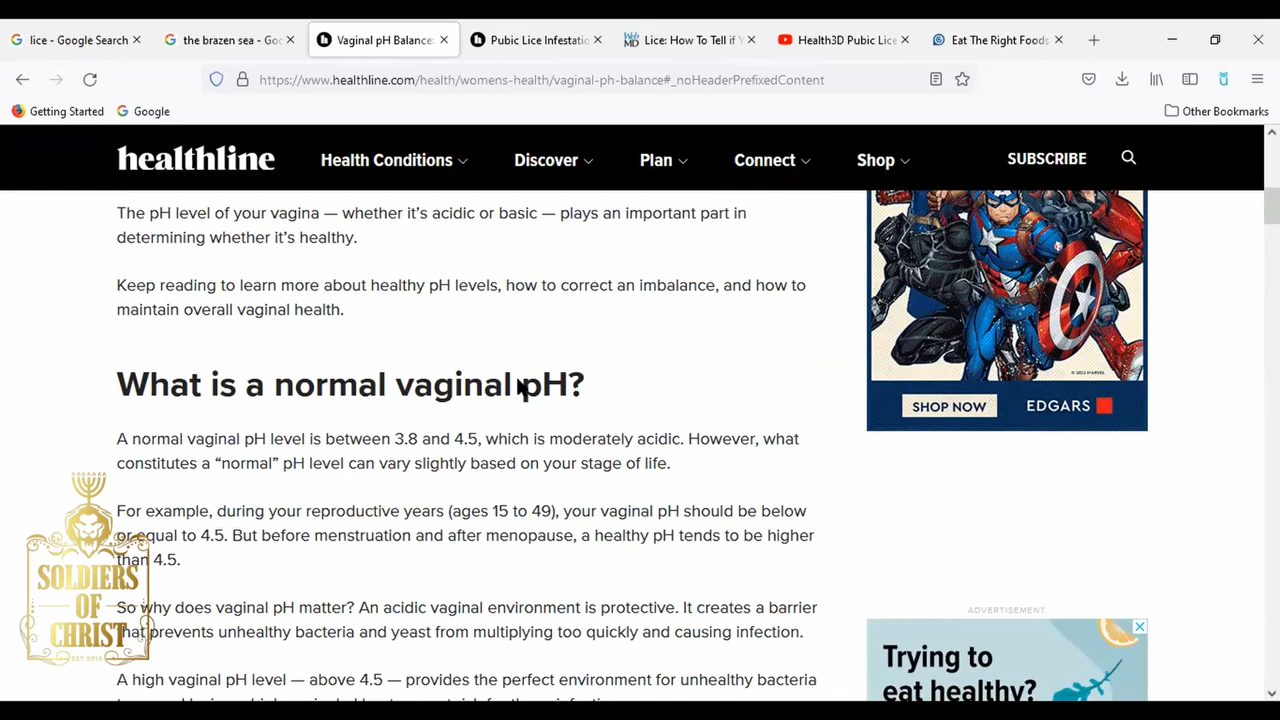 lice - Google Search
the brazen sea - Goo
Vaginal pH Balance:
Pubic Lice Infestatio
WebMD
Lice: How To Tell if Y
Health3D Pubic Lice
Eat The Right Foods
https://www.healthline.com/health/womens-health/vaginal-ph-balance#_noHeaderPrefixedContent
Getting Started
Google
Other Bookmarks
healthline
Health Conditions
Discover
Plan
Connect
Shop
SUBSCRIBE
The pH level of your vagina — whether it's acidic or basic — plays an important part in
determining whether it's healthy.
Keep reading to learn more about healthy pH levels, how to correct an imbalance, and how to
maintain overall vaginal health.
SHOP NOW
EDGARS
What is a normal vaginal pH?
A normal vaginal pH level is between 3.8 and 4.5, which is moderately acidic. However, what
constitutes a “normal” pH level can vary slightly based on your stage of life.
For example, during your reproductive years (ages 15 to 49), your vaginal pH should be below
or equal to 4.5. But before menstruation and after menopause, a healthy pH tends to be higher
than 4.5.
So why does vaginal pH matter? An acidic vaginal environment is protective. It creates a barrier
that prevents unhealthy bacteria and yeast from multiplying too quickly and causing infection.
A high vaginal pH level — above 4.5 — provides the perfect environment for unhealthy bacteria
ADVERTISEMENT
Trying to
eat healthy?
SOLDIERS
OF
CHRIST
EST 2015